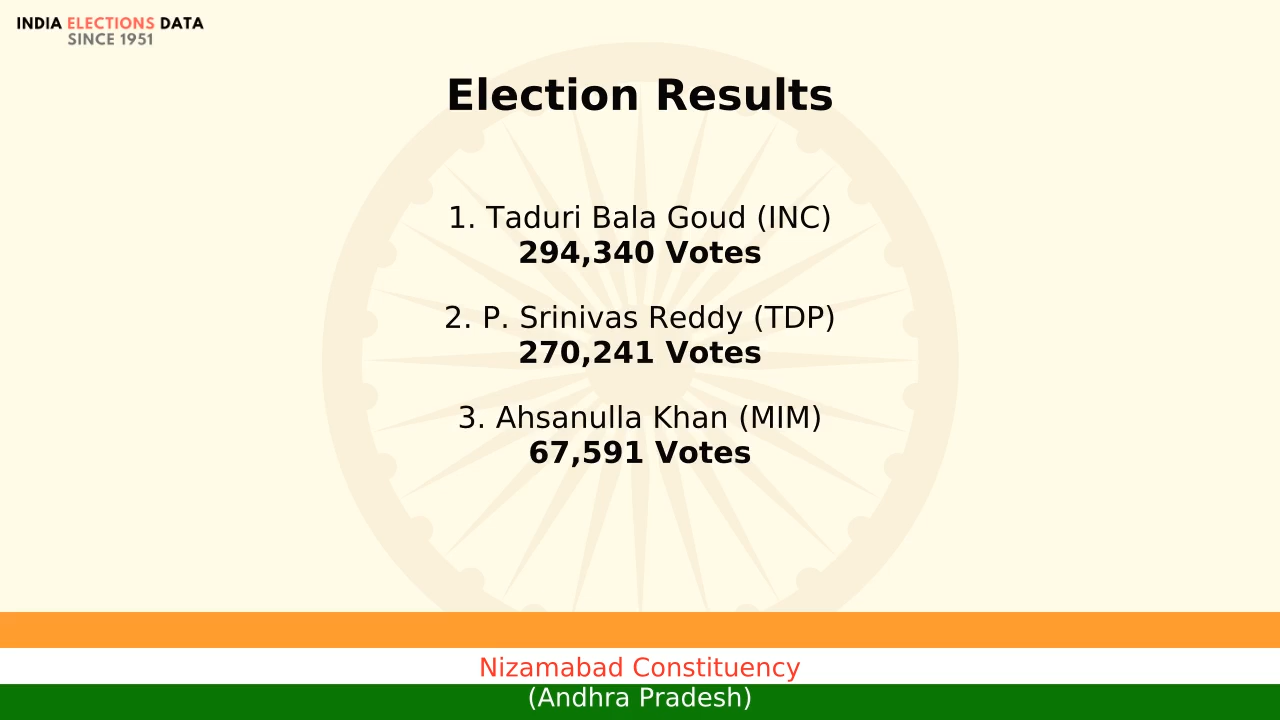 INDIA ELECTIONS DATA
SINCE 1951
Election Results
1. Taduri Bala Goud (INC)
294,340 Votes
2. P. Srinivas Reddy (TDP)
270,241 Votes
3. Ahsanulla Khan (MIM)
67,591 Votes
Nizamabad Constituency
(Andhra Pradesh)